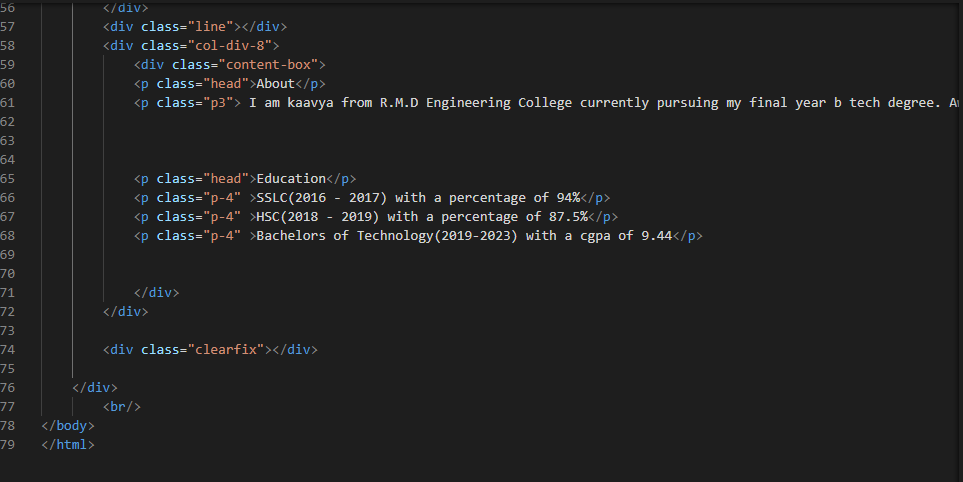 56 </div>
57 <div class="line"></div>
58 <div class="col-div-8">
59 <div class="content-box">
60 <p class="head">About</p>
61 <p class="p3"> I am kaavya from R.M.D Engineering College currently pursuing my final year b tech degree.
62
63
64
65 <p class="head">Education</p>
66 <p class="p-4" >SSLC(2016 - 2017) with a percentage of 94%</p>
67 <p class="p-4" >HSC(2018 - 2019) with a percentage of 87.5%</p>
68 <p class="p-4" >Bachelors of Technology(2019-2023) with a cgpa of 9.44</p>
69
70
71 </div>
72 </div>
73
74 <div class="clearfix"></div>
75
76 </div>
77 <br/>
78 </body>
79 </html>